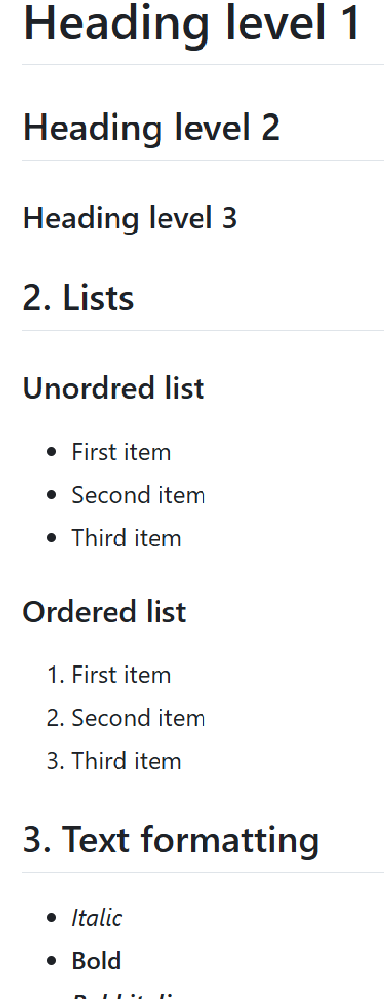 Heading level 1
Heading level 2
Heading level 3
2. Lists
Unordred list
• First item
• Second item
• Third item
Ordered list
1. First item
2. Second item
3. Third item
3. Text formatting
• Italic
• Bold